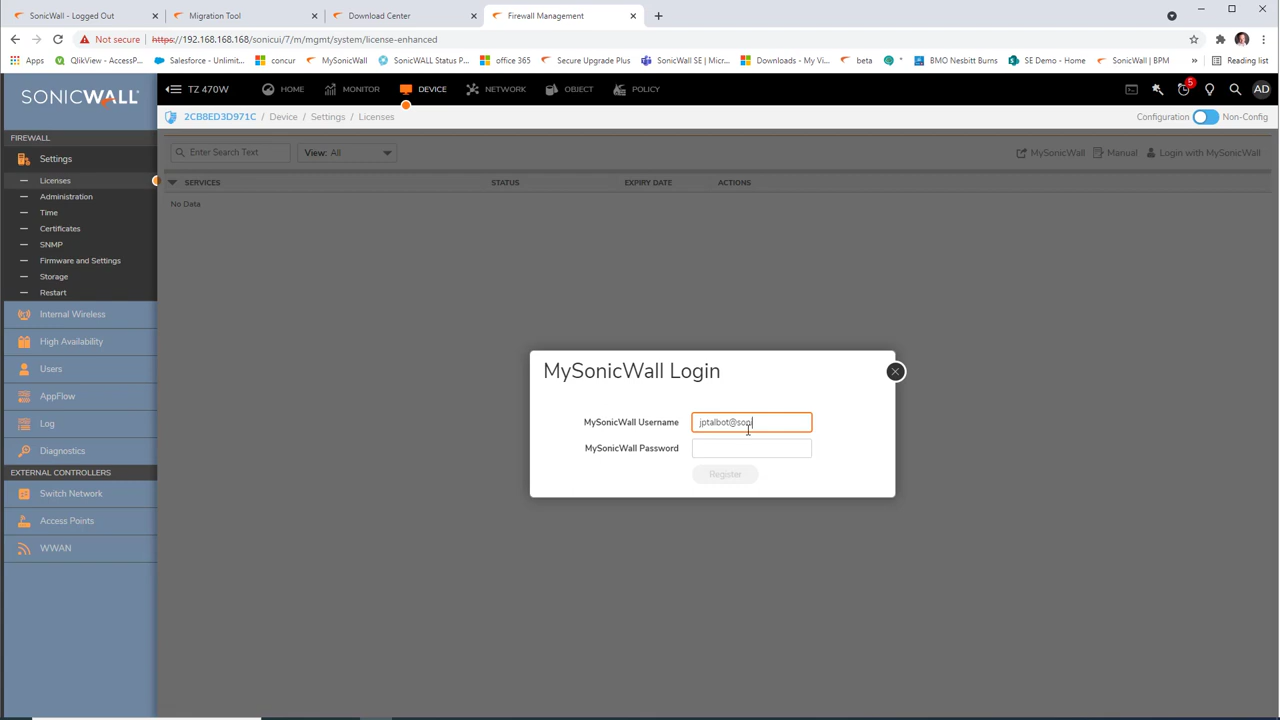 SonicWall - Logged Out
Migration Tool
Download Center
Firewall Management
Not secure
https://192.168.168.168/sonicui/7/m/mgmt/system/license-enhanced
Apps
QlikView - AccessP...
Salesforce - Unlimit...
concur
MySonicWall
SonicWALL Status P...
office 365
Secure Upgrade Plus
SonicWall SE | Micr...
Downloads - My Vi...
beta
BMO Nesbitt Burns
SE Demo - Home
SonicWall | BPM
»
Reading list
SONICWALL
TZ 470W
HOME
MONITOR
DEVICE
NETWORK
OBJECT
POLICY
5
AD
2CB8ED3D971C / Device / Settings / Licenses
Configuration
Non-Config
FIREWALL
Settings
Licenses
Administration
Time
Certificates
SNMP
Firmware and Settings
Storage
Restart
Internal Wireless
High Availability
Users
AppFlow
Log
Diagnostics
EXTERNAL CONTROLLERS
Switch Network
Access Points
WWAN
Enter Search Text
View: All
MySonicWall
Manual
Login with MySonicWall
SERVICES
STATUS
EXPIRY DATE
ACTIONS
No Data
MySonicWall Login
MySonicWall Username
jptalbot@soni
MySonicWall Password
Register